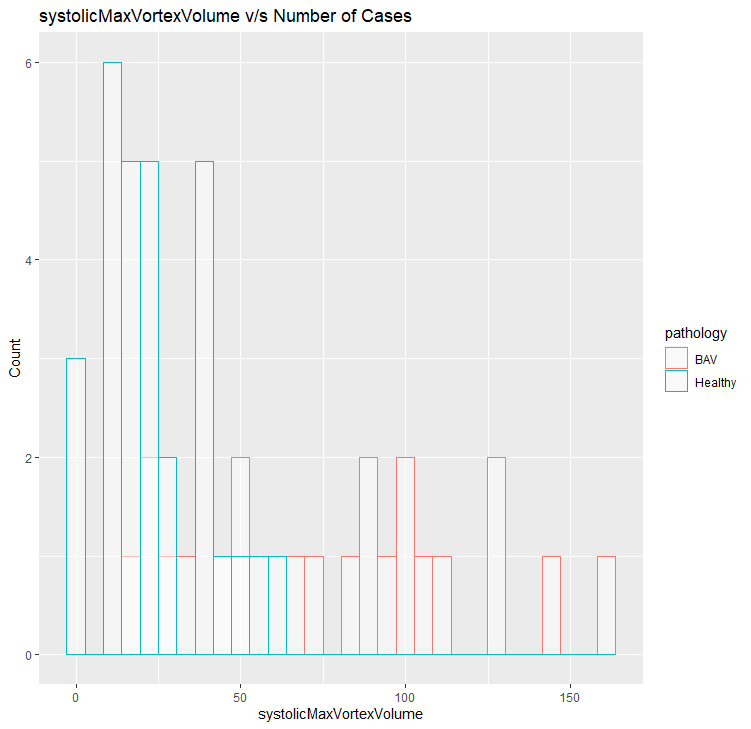 systolicMaxVortexVolume v/s Number of Cases
6
4
2
0
Count
0 50 100 150
systolicMaxVortexVolume
pathology
BAV
Healthy